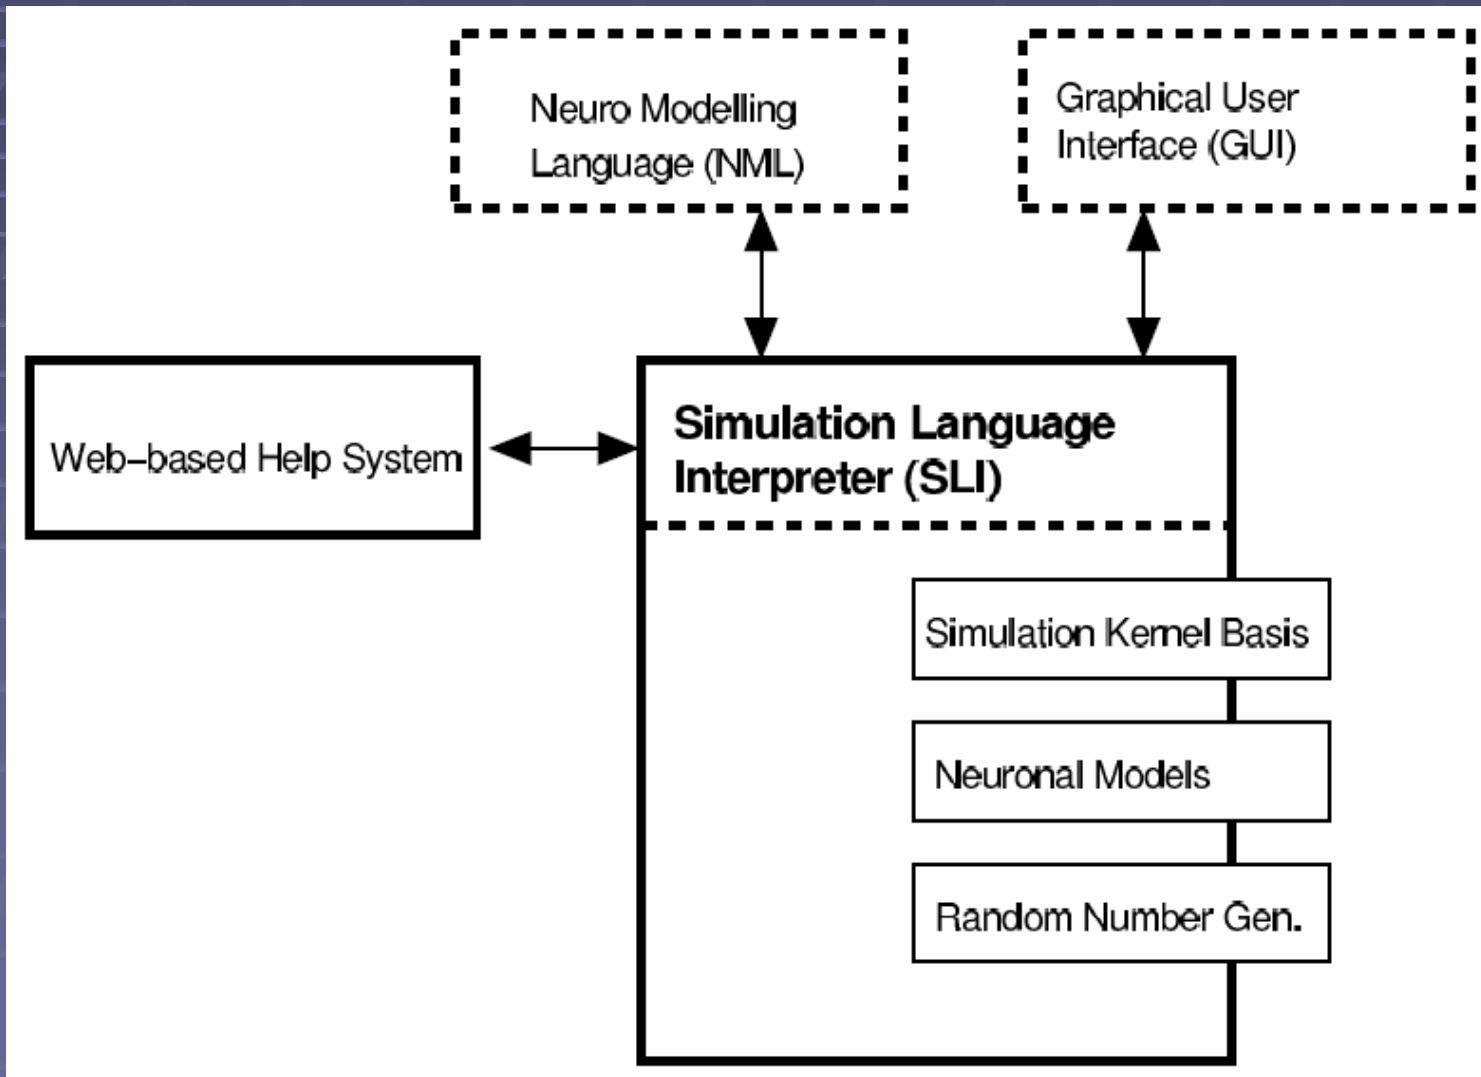 Neuro Modelling
Language (NML)
Graphical User
Interface (GUI)
Web-based Help System
Simulation Language
Interpreter (SLI)
Simulation Kernel Basis
Neuronal Models
Random Number Gen.